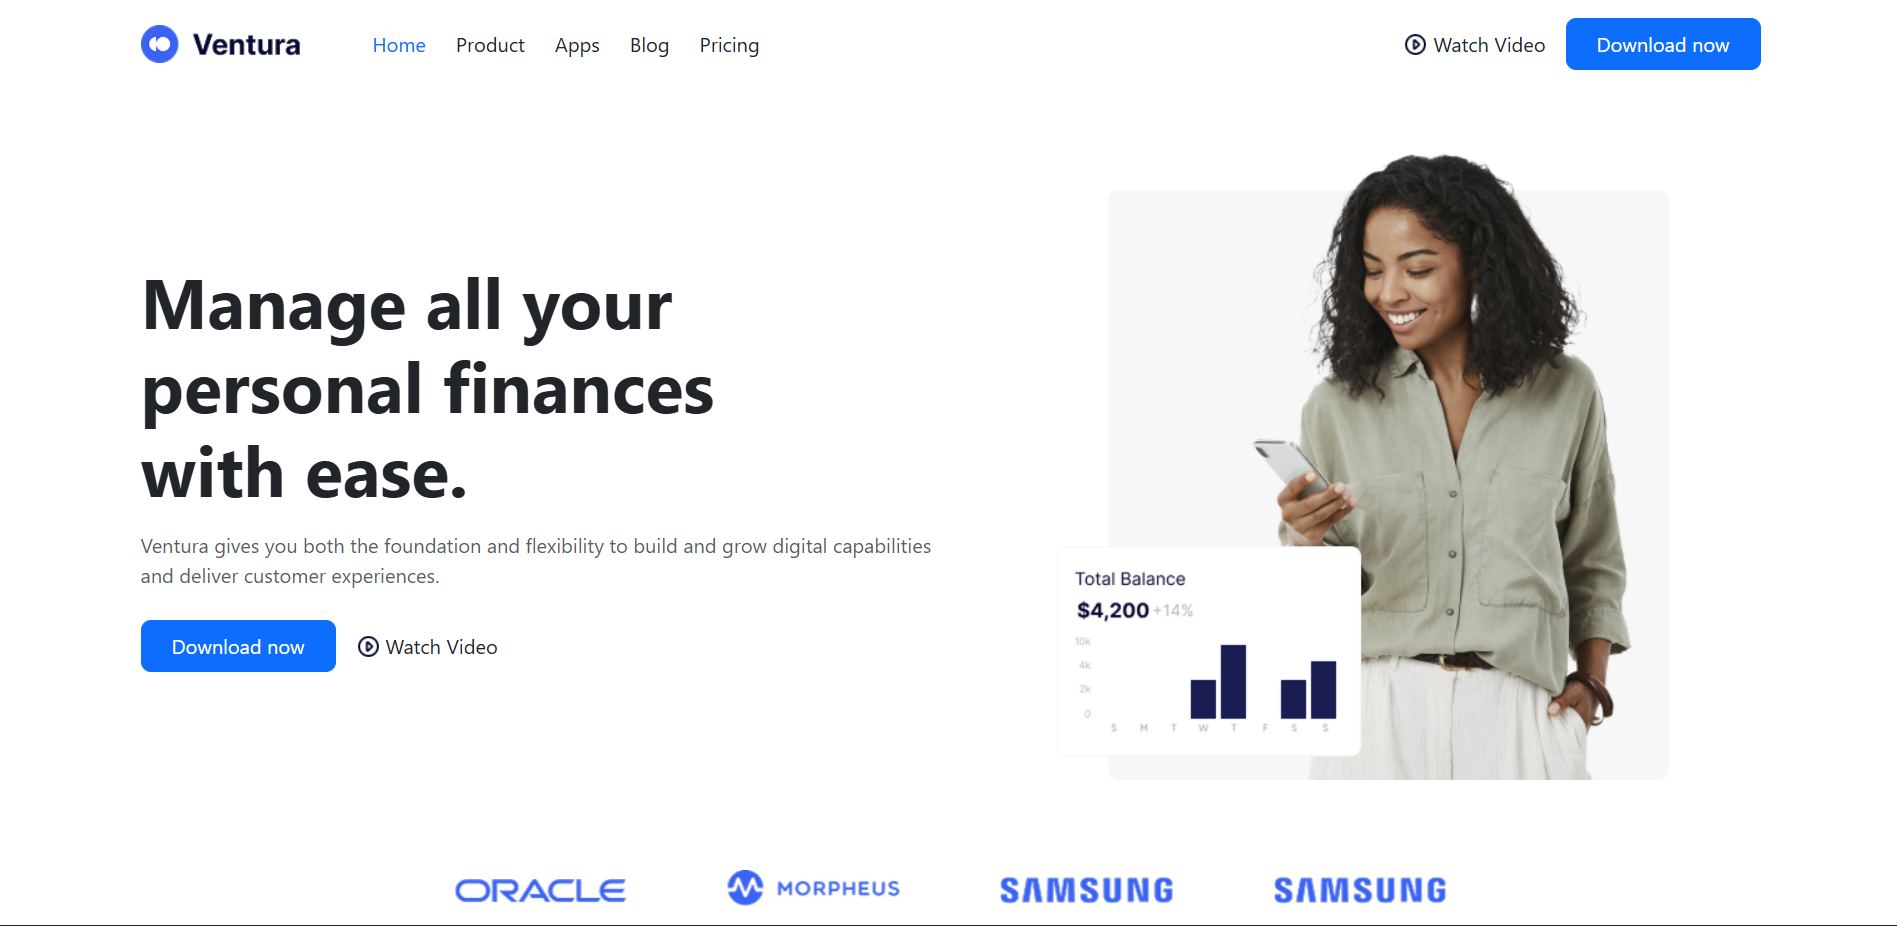 Ventura
Home Product Apps Blog Pricing
Watch Video
Download now
Manage all your
personal finances
with ease.
Ventura gives you both the foundation and flexibility to build and grow digital capabilities
and deliver customer experiences.
Download now
Watch Video
Total Balance
$4,200 +14%
10k
4k
2k
0
S M T W T F S S
ORACLE
MORPHEUS
SAMSUNG
SAMSUNG